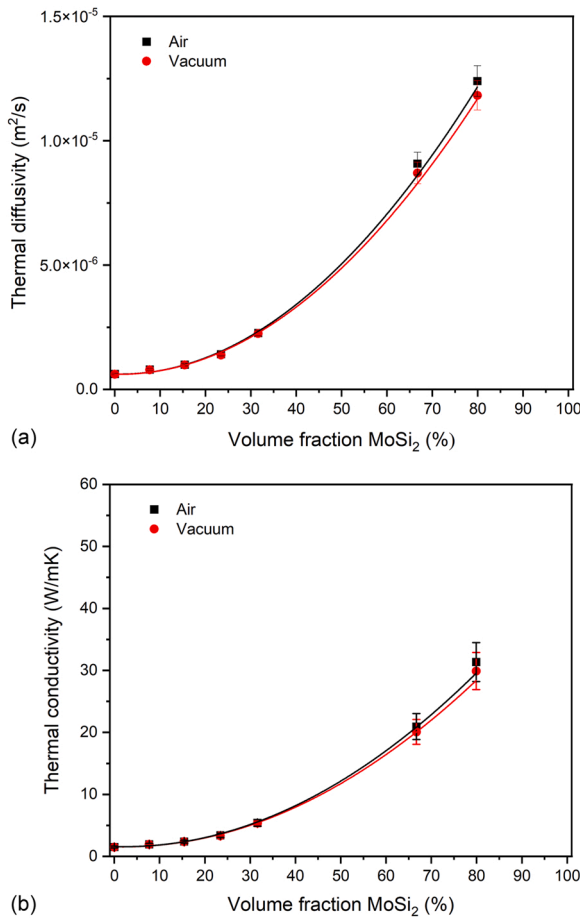 1.5×10⁻⁵
Air
Vacuum
1.0×10⁻⁵
Thermal diffusivity (m²/s)
5.0×10⁻⁶
0.0
0 10 20 30 40 50 60 70 80 90 100
(a)
Volume fraction MoSi₂ (%)
60
Air
Vacuum
50
40
Thermal conductivity (W/mK)
30
20
10
0
0 10 20 30 40 50 60 70 80 90 100
(b)
Volume fraction MoSi₂ (%)